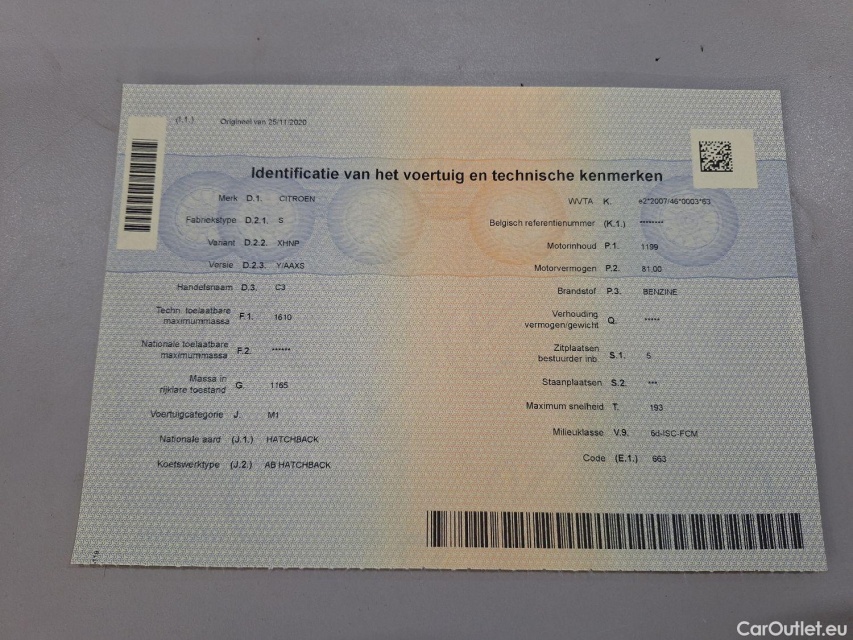 (I.1.) Origineel van 25/11/2020
Identificatie van het voertuig en technische kenmerken
Merk D.1. CITROEN
Fabriekstype D.2.1. S
Variant D.2.2. XHNP
Versie D.2.3. Y/AAXS
Handelsnaam D.3. C3
Techn. toelaatbare
maximummassa F.1. 1610
Nationale toelaatbare
maximummassa F.2. ******
Massa in
rijklare toestand G. 1165
Voertuigcategorie J. M1
Nationale aard (J.1.) HATCHBACK
Koetswerktype (J.2.) AB HATCHBACK
WVTA K. e2*2007/46*0003*63
Belgisch referentienummer (K.1.) ********
Motorinhoud P.1. 1199
Motorvermogen P.2. 81.00
Brandstof P.3. BENZINE
Verhouding
vermogen/gewicht Q. *****
Zitplaatsen
bestuurder inb. S.1. 5
Staanplaatsen S.2. ***
Maximum snelheid T. 193
Milieuklasse V.9. 6d-ISC-FCM
Code (E.1.) 663
CarOutlet.eu